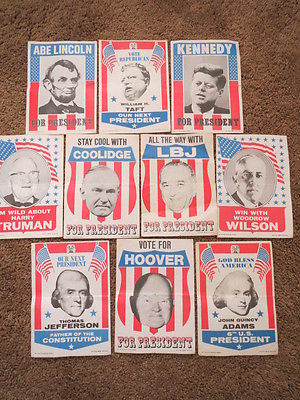 ABE LINCOLN
FOR PRESIDENT
VOTE
REPUBLICAN
WILLIAM H.
TAFT
OUR NEXT
PRESIDENT
KENNEDY
FOR PRESIDENT
'M WILD ABOUT
HARRY
TRUMAN
STAY COOL WITH
COOLIDGE
FOR PRESIDENT
ALL THE WAY WITH
LBJ
FOR PRESIDENT
WIN WITH
WOODROW
WILSON
OUR NEXT
PRESIDENT
THOMAS
JEFFERSON
FATHER OF THE
CONSTITUTION
VOTE FOR
HOOVER
FOR PRESIDENT
GOD BLESS
AMERICA
JOHN QUINCY
ADAMS
6TH U.S.
PRESIDENT